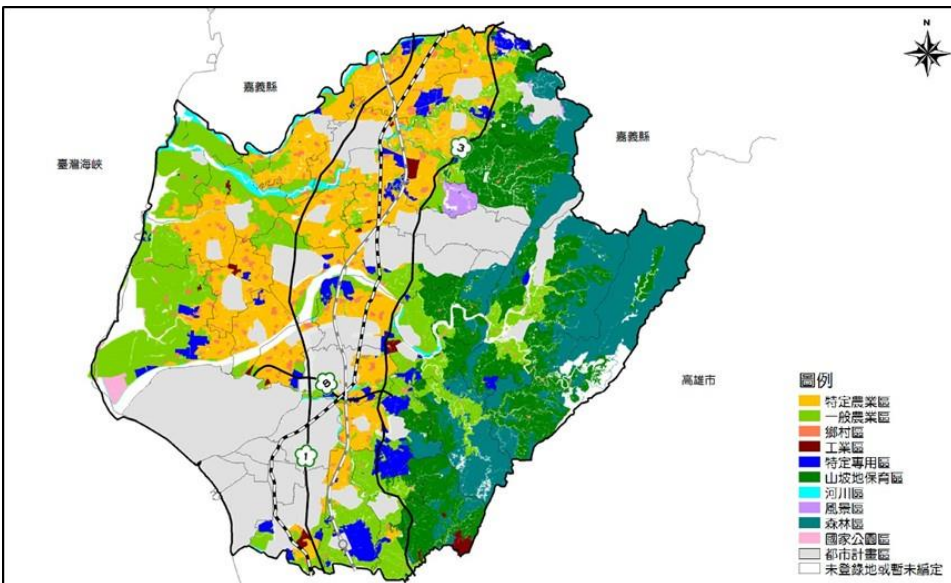 N
嘉義縣
嘉義縣
臺灣海峽
3
8
1
高雄市
圖例
特定農業區
一般農業區
鄉村區
工業區
特定專用區
山坡地保育區
河川區
風景區
森林區
國家公園區
都市計畫區
未登錄地或暫未編定